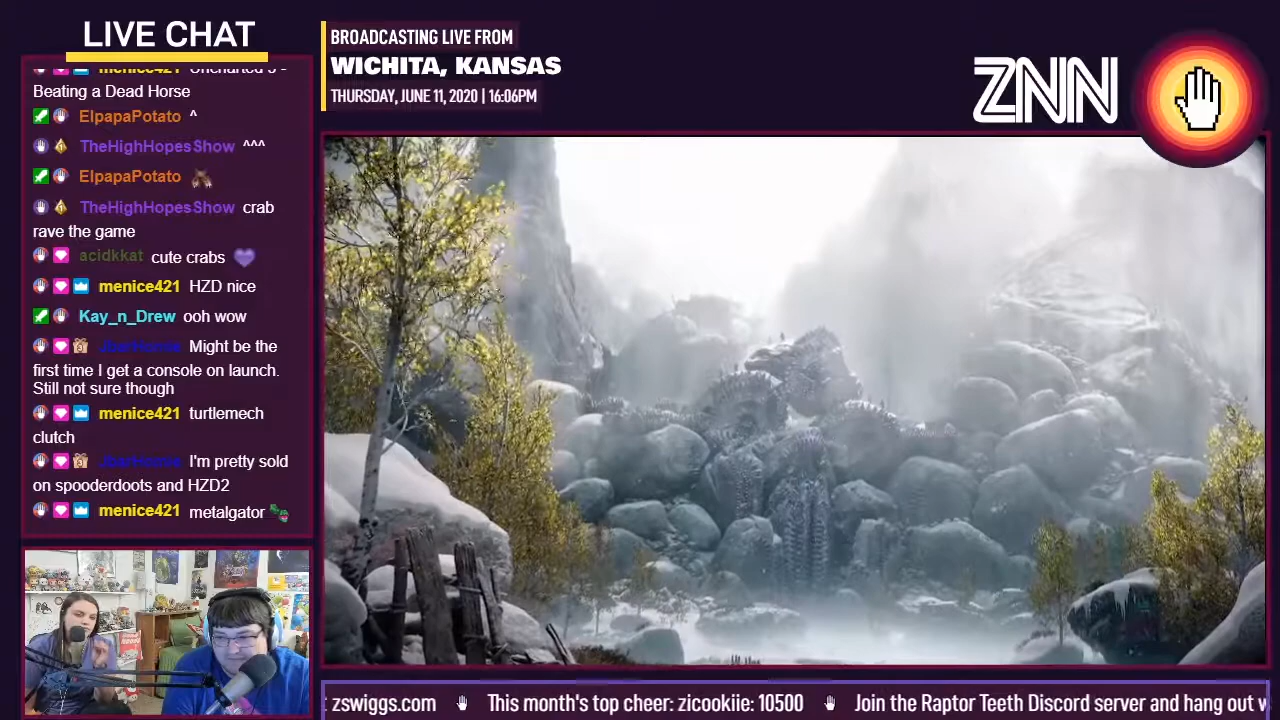 LIVE CHAT
menice421 Uncharted 5 -
Beating a Dead Horse
ElpapaPotato ^
TheHighHopesShow ^^^
ElpapaPotato
TheHighHopesShow crab
rave the game
acidkkat cute crabs
menice421 HZD nice
Kay_n_Drew ooh wow
Might be the
first time I get a console on launch.
Still not sure though
menice421 turtlemech
clutch
I'm pretty sold
on spooderdoots and HZD2
menice421 metalgator
BROADCASTING LIVE FROM
WICHITA, KANSAS
THURSDAY, JUNE 11, 2020 | 16:06PM
ZNN
: zswiggs.com This month's top cheer: zicookiie: 10500 Join the Raptor Teeth Discord server and hang out w